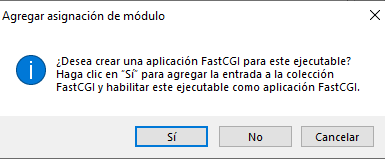 Agregar asignación de módulo
¿Desea crear una aplicación FastCGI para este ejecutable?
Haga clic en "Sí" para agregar la entrada a la colección
FastCGI y habilitar este ejecutable como aplicación FastCGI.
Sí
No
Cancelar